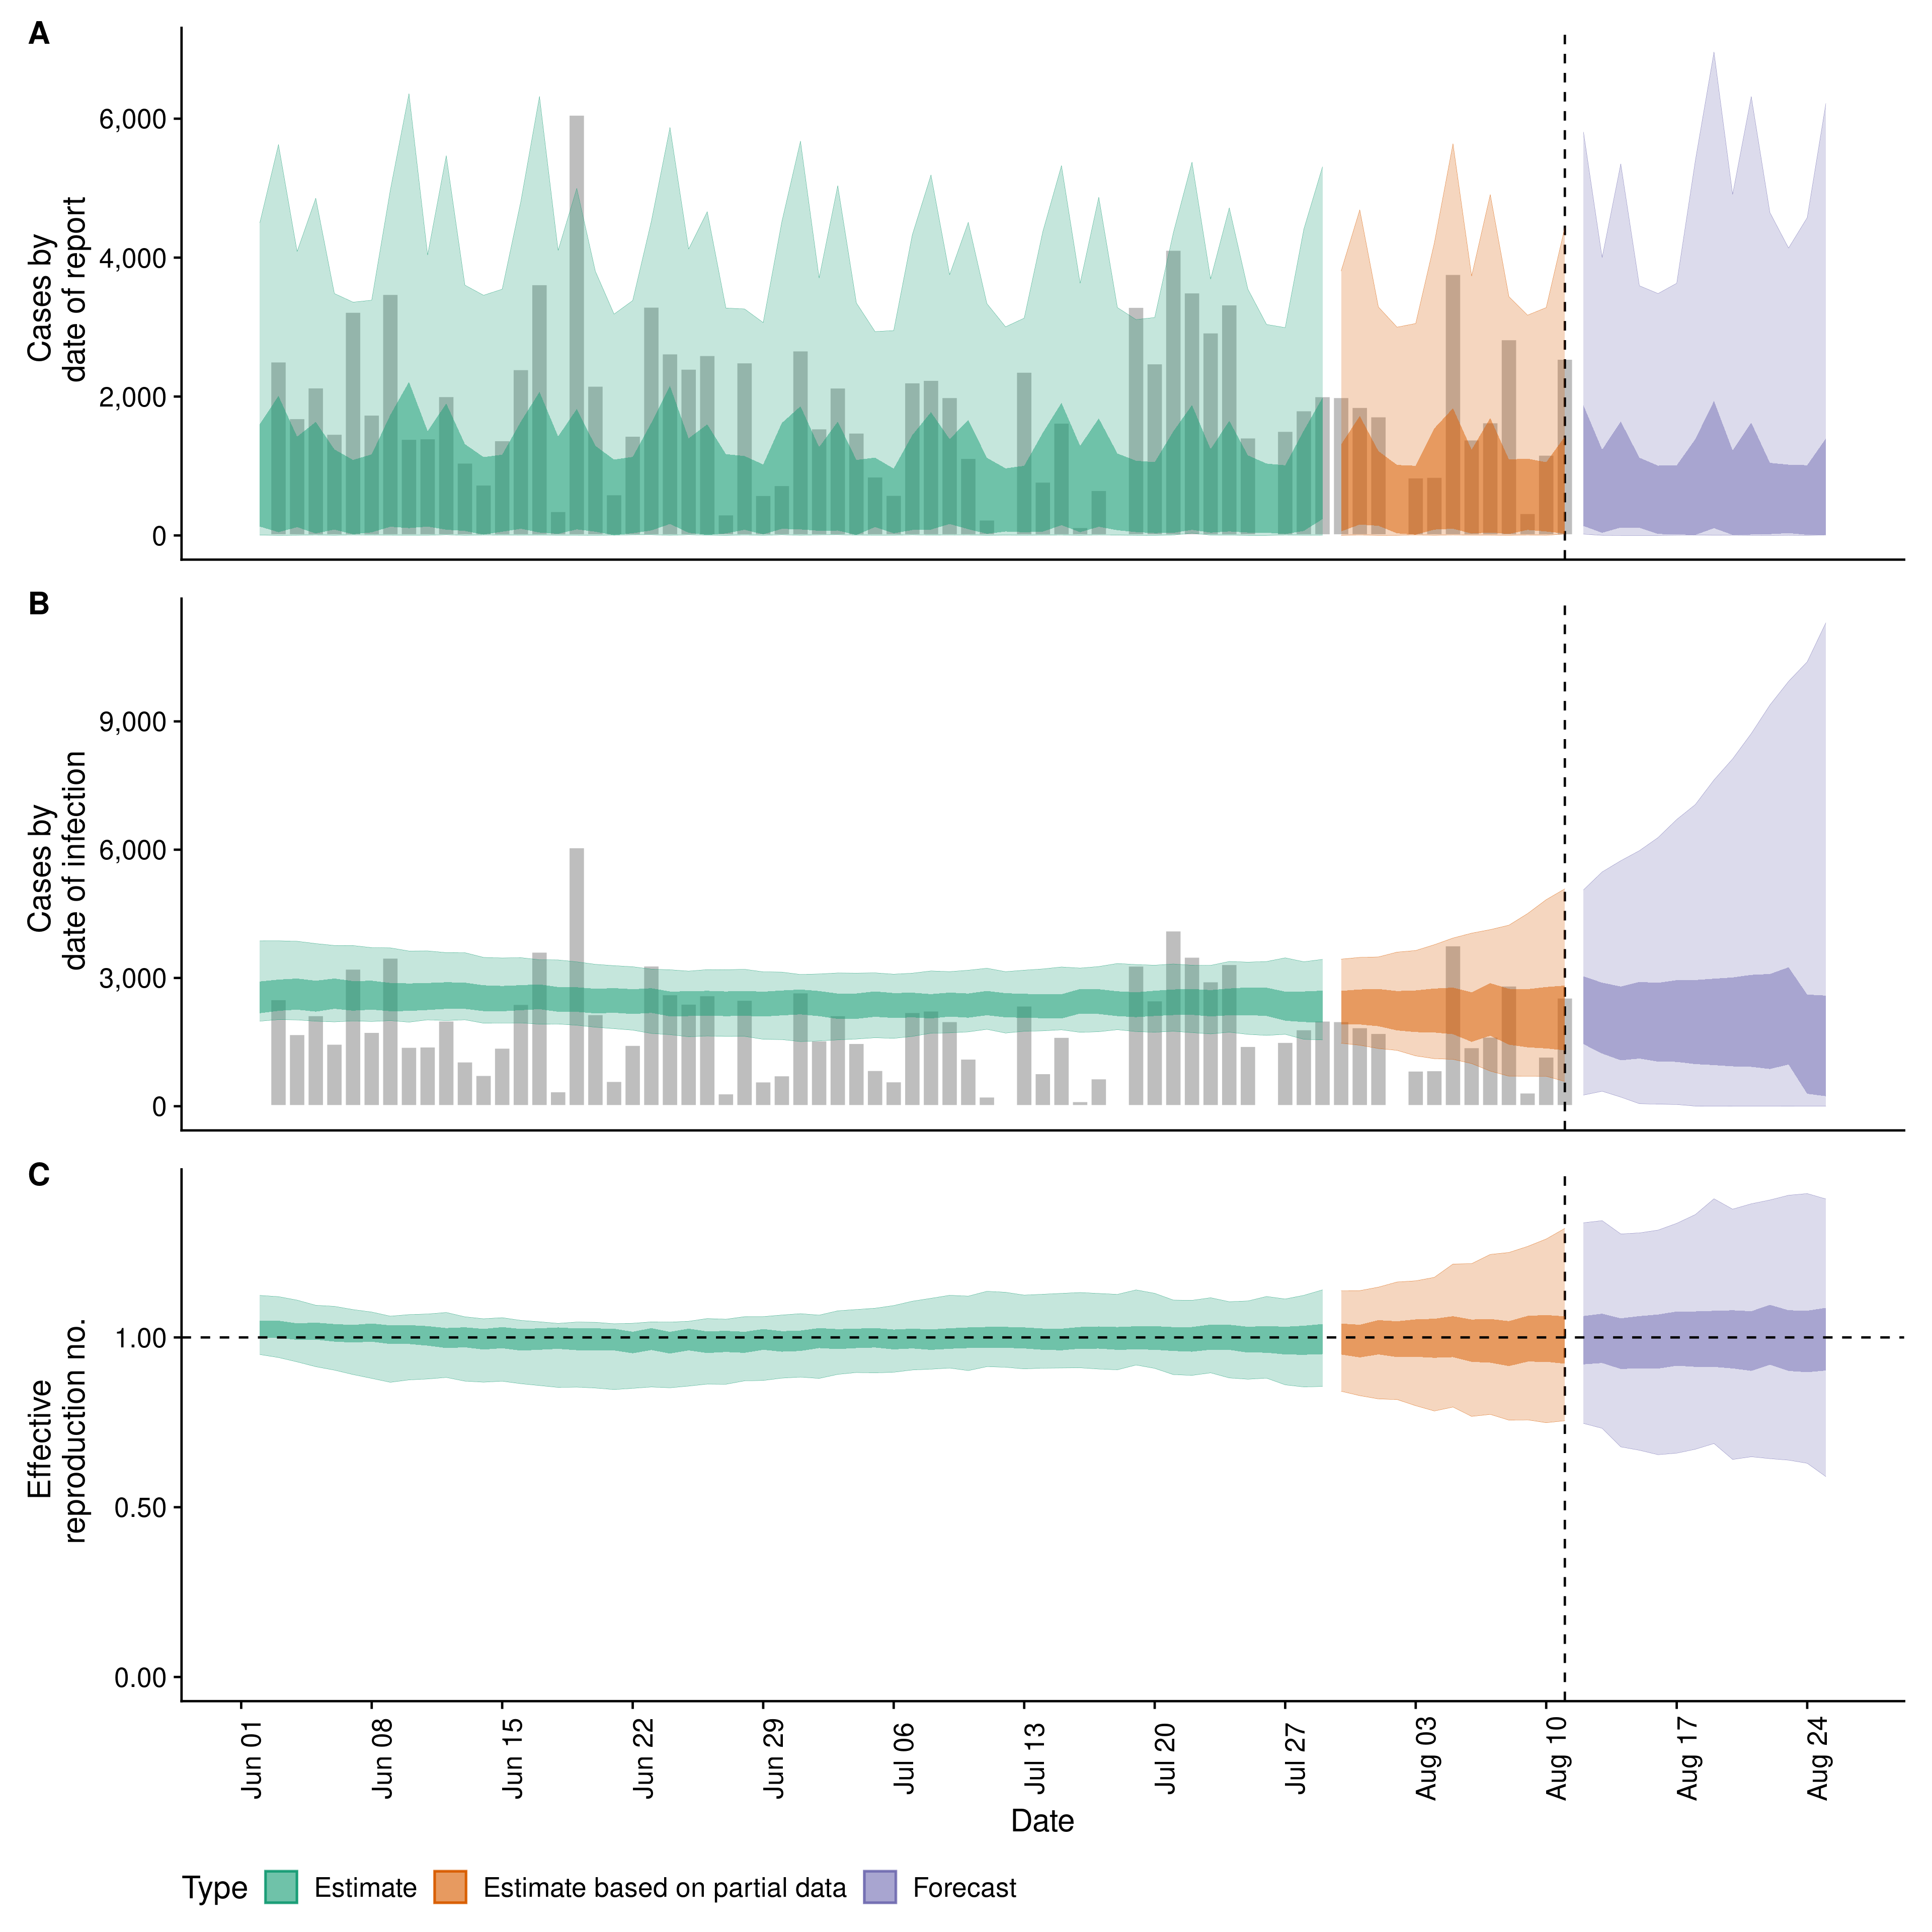 A
Cases by
date of report
6,000
4,000
2,000
0
B
Cases by
date of infection
9,000
6,000
3,000
0
C
Effective
reproduction no.
1.00
0.50
0.00
Jun 01
Jun 08
Jun 15
Jun 22
Jun 29
Jul 06
Jul 13
Jul 20
Jul 27
Aug 03
Aug 10
Aug 17
Aug 24
Date
Type Estimate Estimate based on partial data Forecast